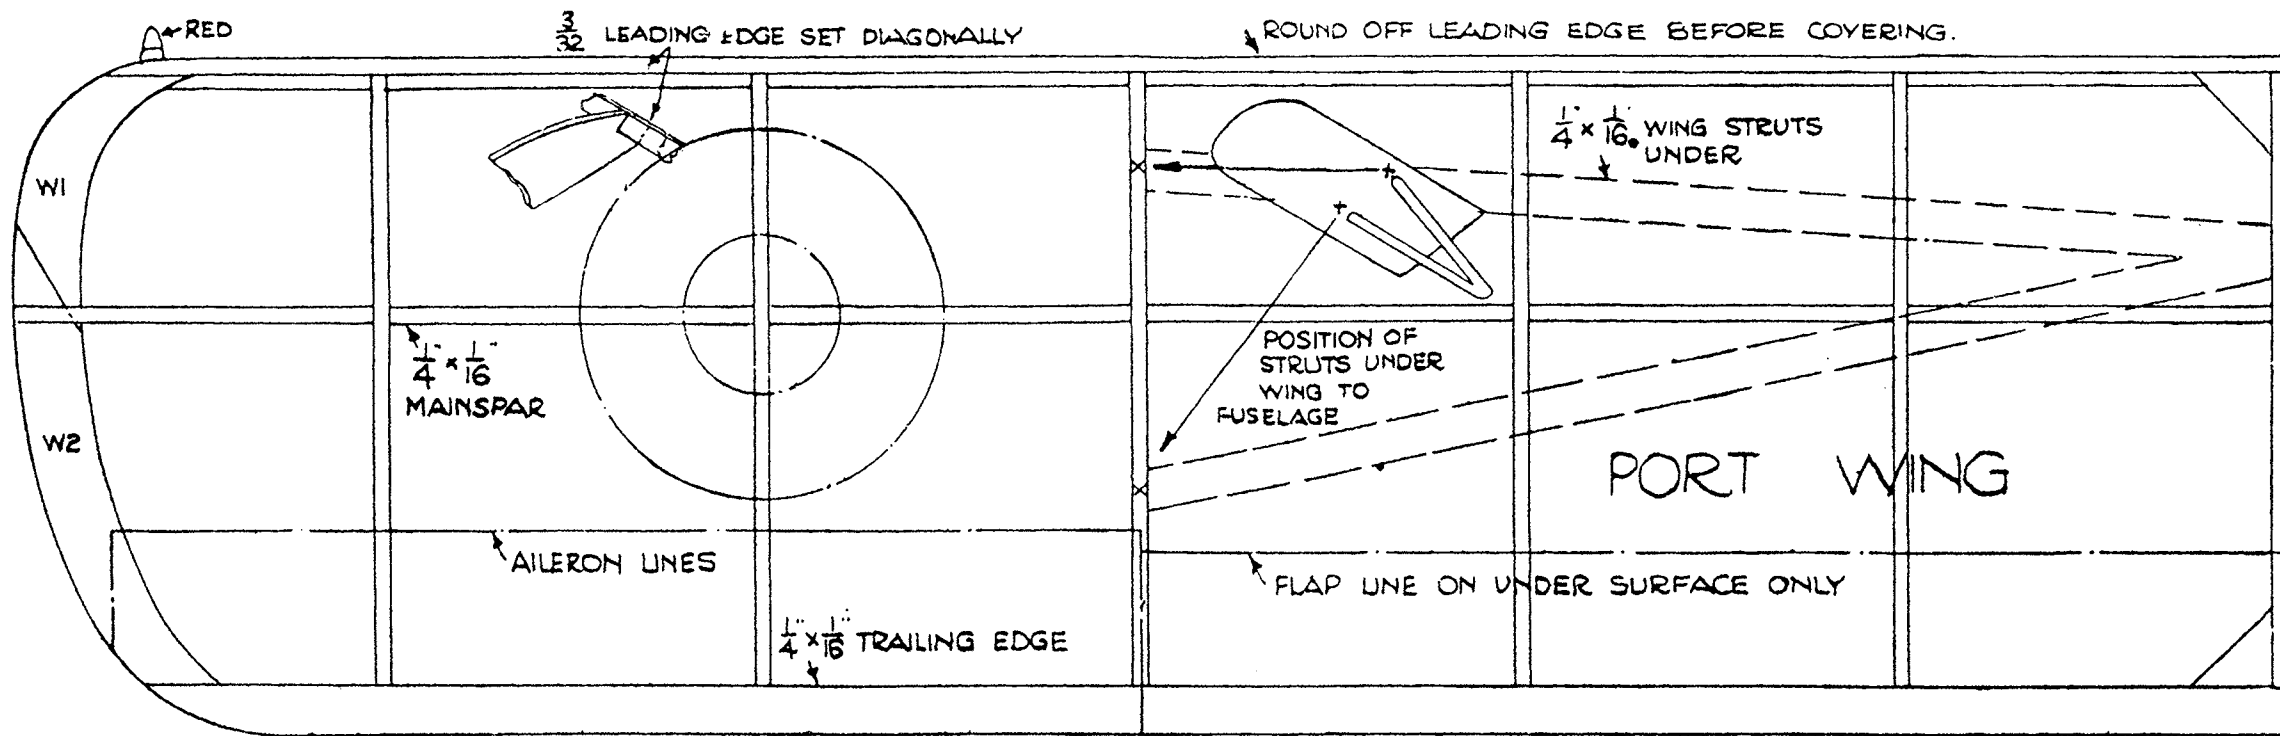 RED
3/32 LEADING EDGE SET DIAGONALLY
ROUND OFF LEADING EDGE BEFORE COVERING.
1/4" x 1/16" WING STRUTS
UNDER
W1
POSITION OF
STRUTS UNDER
WING TO
FUSELAGE
1/4" x 1/16"
MAINSPAR
W2
PORT WING
AILERON LINES
FLAP LINE ON UNDER SURFACE ONLY
1/4" x 1/16" TRAILING EDGE